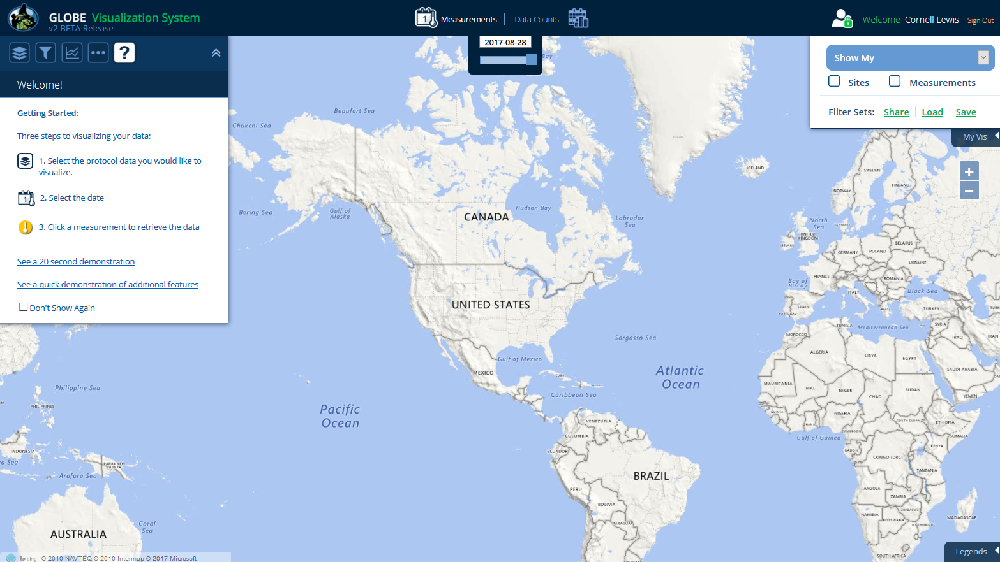 GLOBE Visualization System
v2 BETA Release
1 Measurements
Data Counts
Welcome Cornell Lewis Sign Out
?
Welcome!
Getting Started:
Three steps to visualizing your data:
1. Select the protocol data you would like to
visualize.
1 2. Select the date
3. Click a measurement to retrieve the data
See a 20 second demonstration
See a quick demonstration of additional features
Don't Show Again
2017-08-28
Show My
Sites
Measurements
Filter Sets: Share Load Save
My Vis
+
−
Bay
Beaufort Sea
Chukchi Sea
Bering Sea
Gulf of
Alaska
CANADA
Hudson Bay
Labrador
Sea
ICELAND
SWEDEN
FINLAND
NORWAY
North
Sea
DENMARK
UNITED
KINGDOM
IRELAND
BELARUS
GERMANY
POLAND
UKRAINE
FRANCE
ROMANIA
Bay of
Biscay
ITALY
Black Sea
SPAIN
PORTUGAL
GREECE
TURKEY
TUNISIA
Mediterranean Sea
SYRIA
MOROCCO
IRAQ
IRAN
UNITED STATES
Sargasso Sea
Gulf of Mexico
MEXICO
CUBA
Caribbean Sea
Atlantic
Ocean
Pacific
Ocean
ALGERIA
LIBYA
EGYPT
SAUDI ARABIA
MAURITANIA
MALI
NIGER
CHAD
SUDAN
YEMEN
GUINEA
GHANA
NIGERIA
CAMEROON
SOUTH SUDAN
ETHIOPIA
SOMALIA
Gulf of Guinea
GABON
CONGO (DRC)
KENYA
TANZANIA
ANGOLA
ZAMBIA
NAMIBIA
ZIMBABWE
BOTSWANA
MOZAMBIQUE
MADAGASCAR
SOUTH AFRICA
VENEZUELA
COLOMBIA
ECUADOR
BRAZIL
PERU
BOLIVIA
PARAGUAY
Philippine Sea
PHILIPPINES
INDONESIA
a Sea
PAPUA NEW
GUINEA
Arafura Sea
Coral
Sea
AUSTRALIA
bing © 2010 NAVTEQ © 2010 Intermap © 2017 Microsoft
Legends